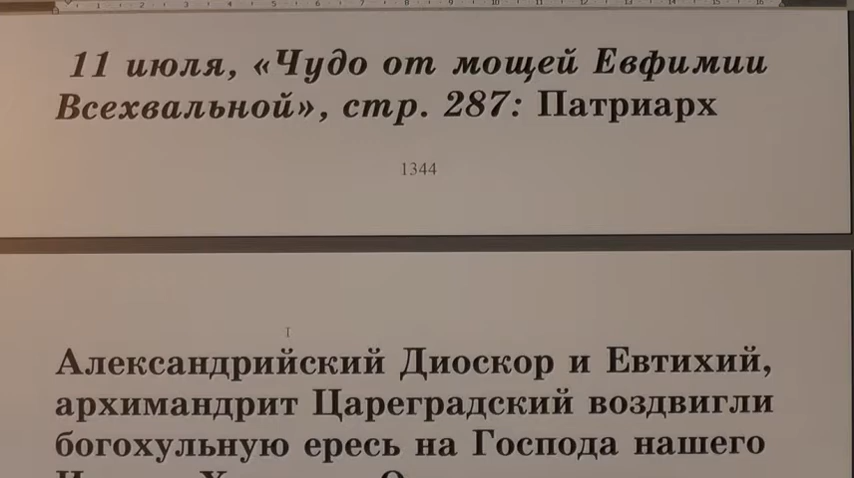 11 июля, «Чудо от мощей Евфимии
Всехвальной», стр. 287: Патриарх
1344
Александрийский Диоскор и Евтихий,
архимандрит Цареградский воздвигли
богохульную ересь на Господа нашего